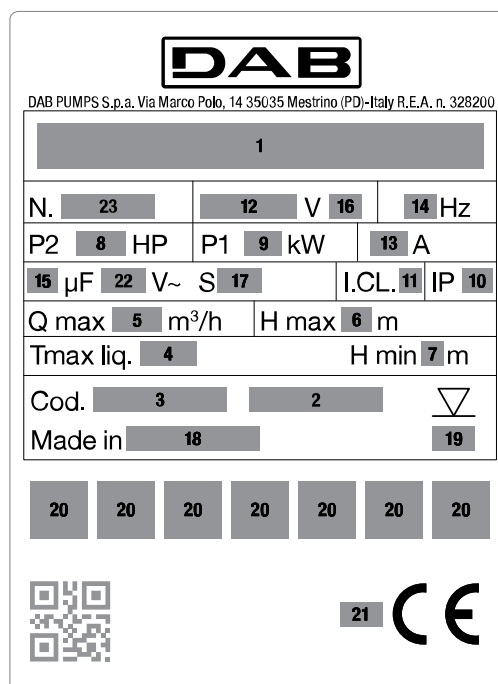 DAB
DAB PUMPS S.p.a. Via Marco Polo, 14 35035 Mestrino (PD)-Italy R.E.A. n. 328200
1
N. 23 12 V 16 14 Hz
P2 8 HP P1 9 kW 13 A
15 µF 22 V~ S 17 I.CL. 11 IP 10
Q max 5 m³/h H max 6 m
Tmax liq. 4 H min 7 m
Cod. 3 2
Made in 18 19
20 20 20 20 20 20 20
21 CE